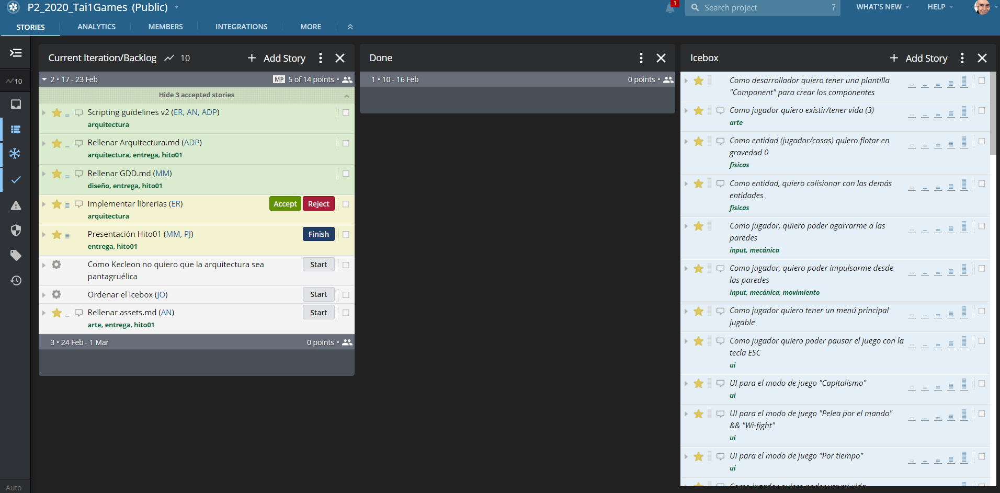 P2_2020_Tai1Games (Public)
1
Search project
?
WHAT'S NEW
HELP
STORIES
ANALYTICS
MEMBERS
INTEGRATIONS
MORE
10
Auto
Current Iteration/Backlog
10
+ Add Story
2 • 17 - 23 Feb
MP 5 of 14 points •
Hide 3 accepted stories
Scripting guidelines v2 (ER, AN, ADP)
arquitectura
Rellenar Arquitectura.md (ADP)
arquitectura, entrega, hito01
Rellenar GDD.md (MM)
diseño, entrega, hito01
Implementar librerias (ER)
Accept
Reject
arquitectura
Presentación Hito01 (MM, PJ)
Finish
entrega, hito01
Como Kecleon no quiero que la arquitectura sea
pantagruélica
Start
Ordenar el icebox (JO)
Start
Rellenar assets.md (AN)
Start
arte, entrega, hito01
3 • 24 Feb - 1 Mar
0 points •
Done
1 • 10 - 16 Feb
0 points •
Icebox
+ Add Story
Como desarrollador quiero tener una plantilla
"Component" para crear los componentes
Como jugador quiero existir/tener vida (3)
arte
Como entidad (jugador/cosas) quiero flotar en
gravedad 0
fisicas
Como entidad, quiero colisionar con las demás
entidades
fisicas
Como jugador, quiero poder agarrarme a las
paredes
input, mecánica
Como jugador, quiero poder impulsarme desde
las paredes
input, mecánica, movimiento
Como jugador quiero tener un menú principal
jugable
Como jugador quiero poder pausar el juego con la
tecla ESC
ui
UI para el modo de juego "Capitalismo"
ui
UI para el modo de juego "Pelea por el mando"
&& "Wi-fight"
ui
UI para el modo de juego "Por tiempo"
ui
Como jugador quiero poder ver mi vida